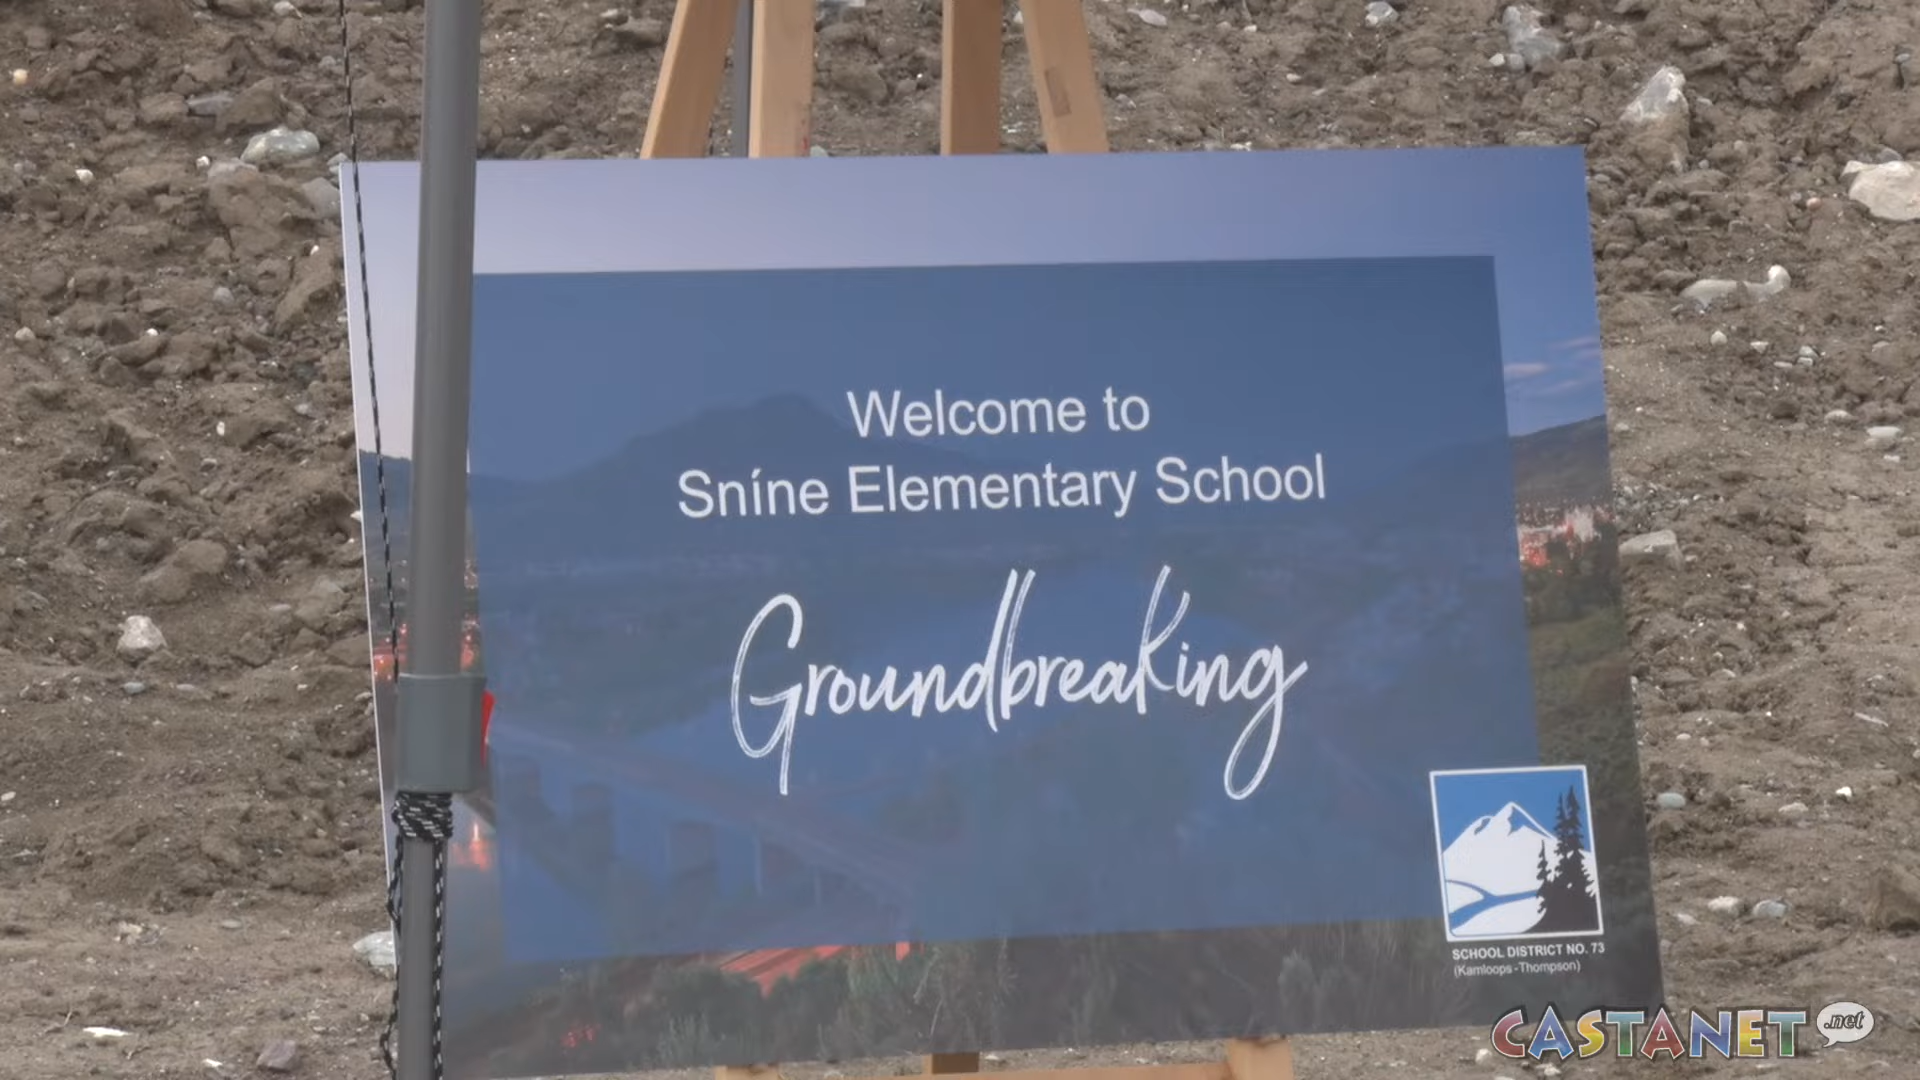 Welcome to
Sníne Elementary School
Groundbreaking
SCHOOL DISTRICT NO. 73
(Kamloops-Thompson)
CASTANET .net